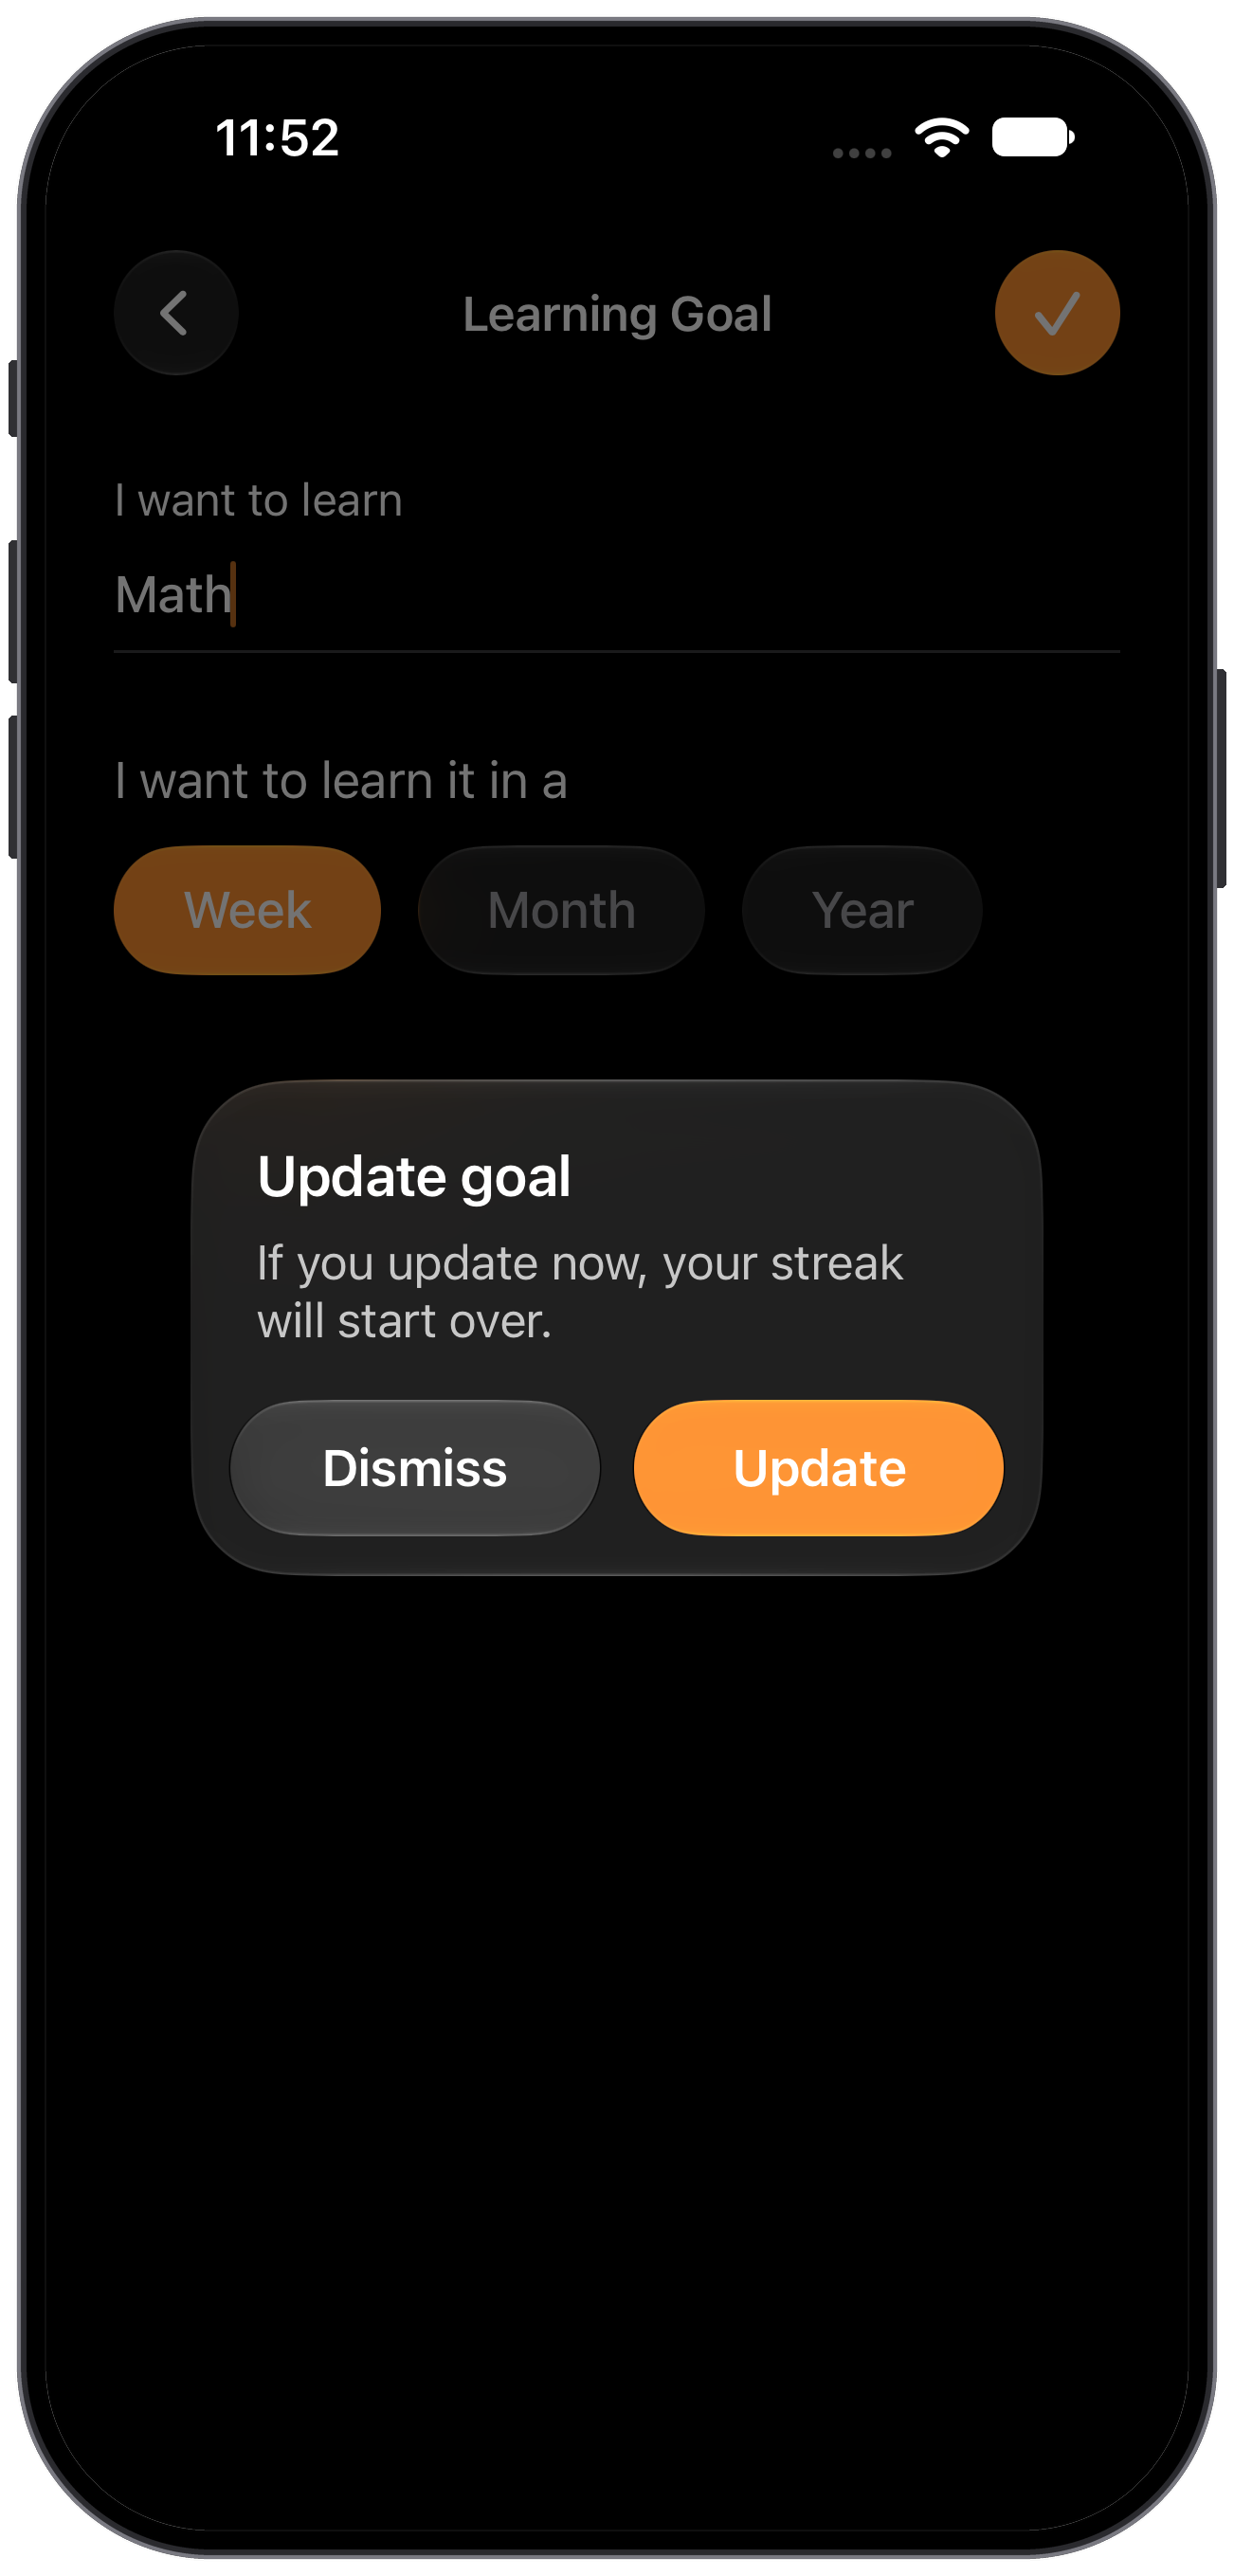 11:52
Learning Goal
I want to learn
Math
I want to learn it in a
Week Month Year
Update goal
If you update now, your streak
will start over.
Dismiss Update